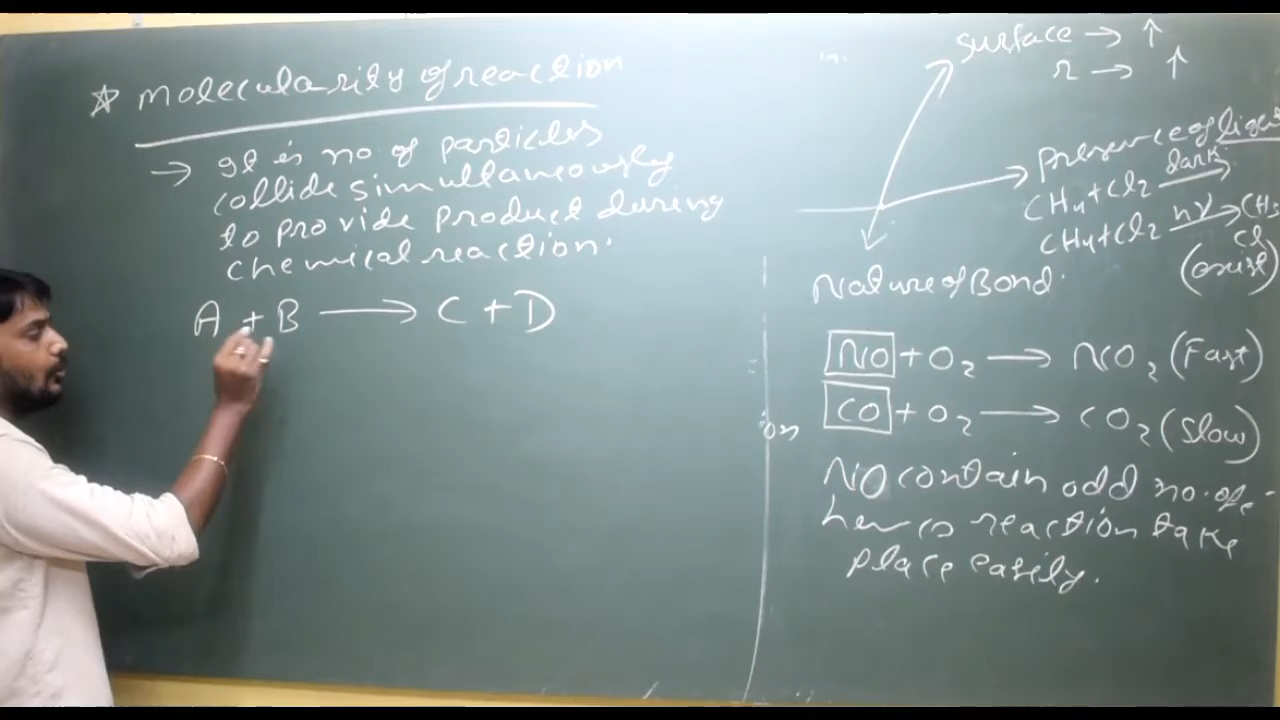 ☆ Molecularity of reaction
→ It is no. of particles
collide simultaneously
to provide product during
chemical reaction.
A + B → C + D
surface → ↑
r → ↑
presence of light
CH4 + Cl2 dark →
CH4 + Cl2 hν → CH3
Cl
(exist)
Nature of Bond.
NO + O2 → NO2 (Fast)
CO + O2 → CO2 (Slow)
NO contain odd no. of e-
hence reaction take
place easily.